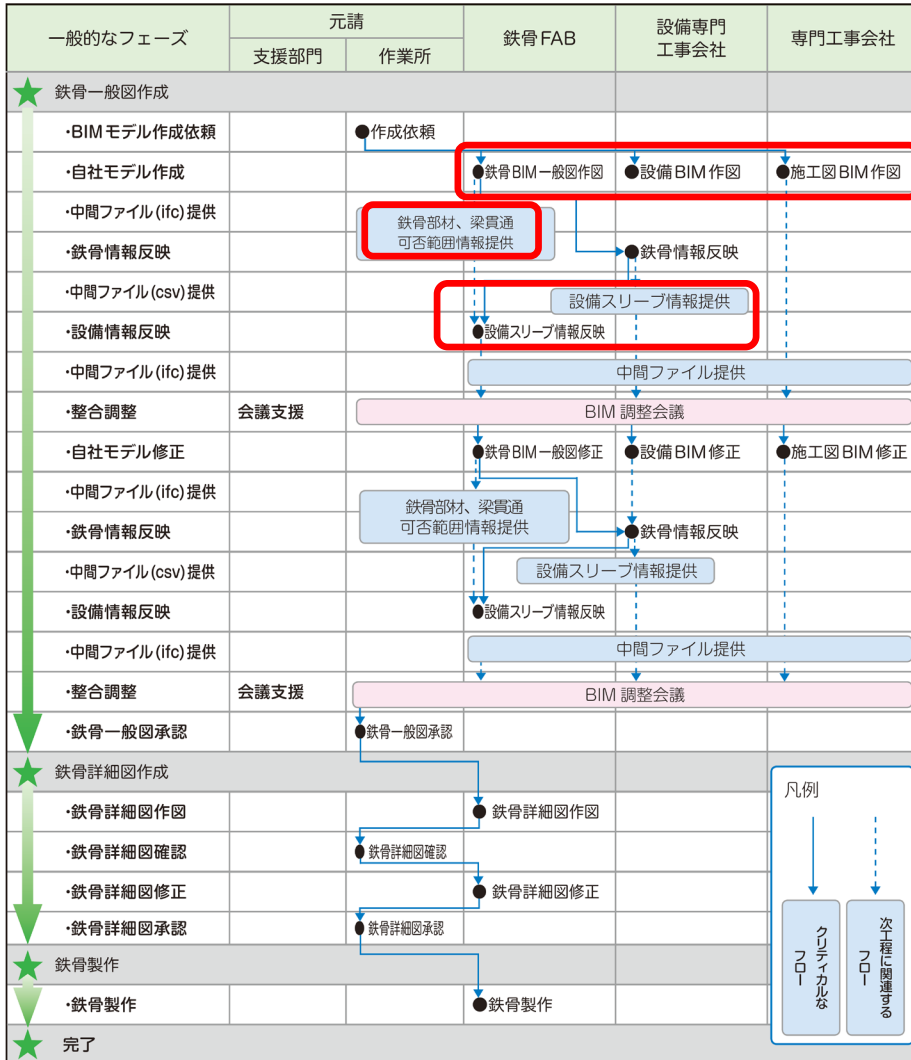 一般的なフェーズ
元請
支援部門
作業所
鉄骨FAB
設備専門
工事会社
専門工事会社
鉄骨一般図作成
・BIMモデル作成依頼
作成依頼
・自社モデル作成
鉄骨BIM一般図作図
設備BIM作図
施工図BIM作図
・中間ファイル(ifc)提供
鉄骨部材、梁貫通
可否範囲情報提供
・鉄骨情報反映
鉄骨情報反映
・中間ファイル(csv)提供
設備スリーブ情報提供
・設備情報反映
設備スリーブ情報反映
・中間ファイル(ifc)提供
中間ファイル提供
・整合調整
会議支援
BIM調整会議
・自社モデル修正
鉄骨BIM一般図修正
設備BIM修正
施工図BIM修正
・中間ファイル(ifc)提供
鉄骨部材、梁貫通
可否範囲情報提供
・鉄骨情報反映
鉄骨情報反映
・中間ファイル(csv)提供
設備スリーブ情報提供
・設備情報反映
設備スリーブ情報反映
・中間ファイル(ifc)提供
中間ファイル提供
・整合調整
会議支援
BIM調整会議
・鉄骨一般図承認
鉄骨一般図承認
鉄骨詳細図作成
・鉄骨詳細図作図
鉄骨詳細図作図
・鉄骨詳細図確認
鉄骨詳細図確認
・鉄骨詳細図修正
鉄骨詳細図修正
・鉄骨詳細図承認
鉄骨詳細図承認
鉄骨製作
・鉄骨製作
鉄骨製作
完了
凡例
クリティカルな
フロー
次工程に関連する
フロー